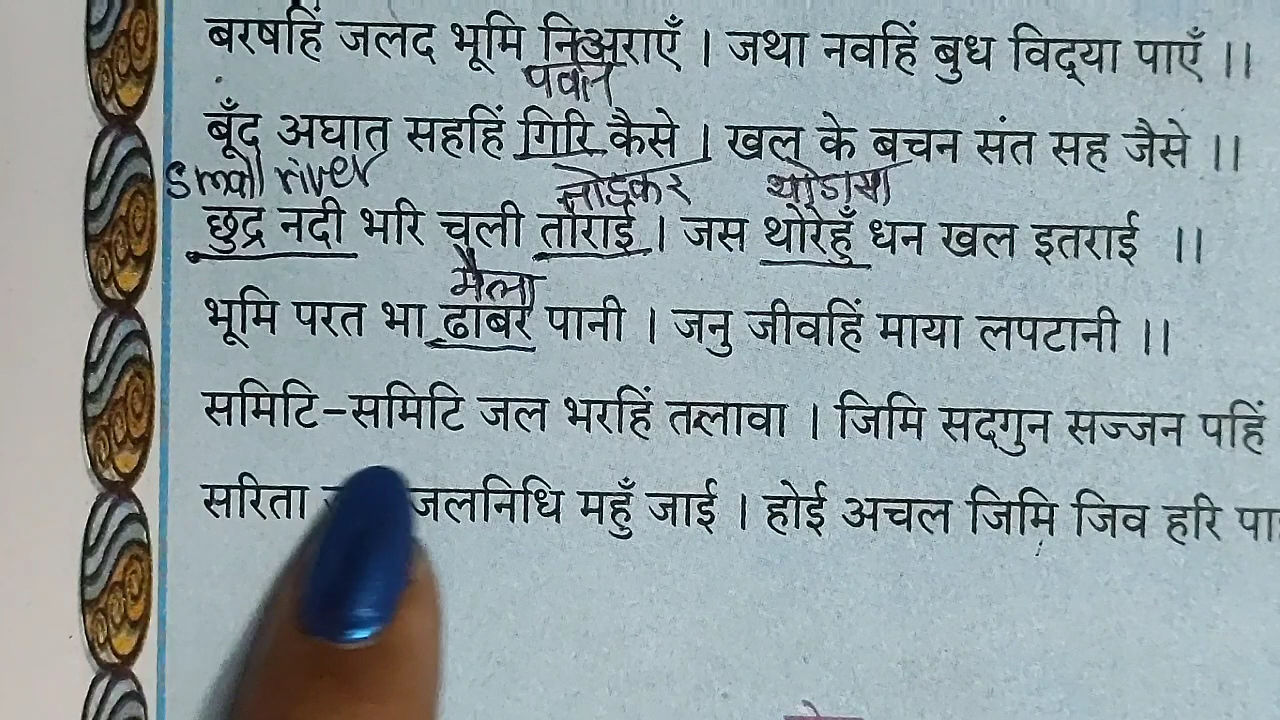 बरषहिं जलद भूमि निअराएँ । जथा नवहिं बुध विद्या पाएँ ।।
पर्वत
बूँद अघात सहहिं गिरि कैसे । खल के बचन संत सह जैसे ।।
small river तोड़कर थोडासा
छुद्र नदी भरि चली तोराई । जस थोरेहुँ धन खल इतराई ।।
मैला
भूमि परत भा ढाबर पानी । जनु जीवहिं माया लपटानी ।।
समिटि-समिटि जल भरहिं तलावा । जिमि सद्गुन सज्जन पहिं
सरिता जलनिधि महुँ जाई । होई अचल जिमि जिव हरि